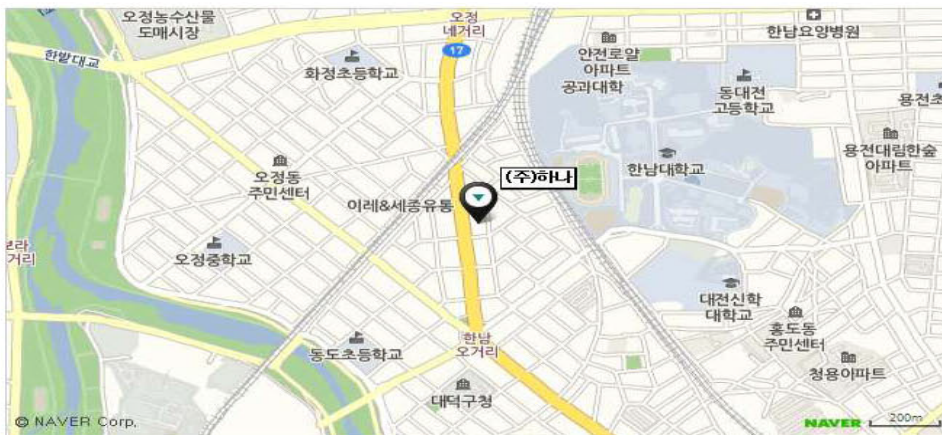 오정농수산물
도매시장
오정
네거리
17
한밭대교
화정초등학교
안전로얄
아파트
공과대학
한남요양병원
동대전
고등학교
용전초
용전대림한숲
아파트
오정동
주민센터
(주)하나
한남대학교
이레&세종유통
보라
거리
오정중학교
대전신학
대학교
홍도동
주민센터
동도초등학교
한남
오거리
청용아파트
대덕구청
© NAVER Corp.
NAVER
200m